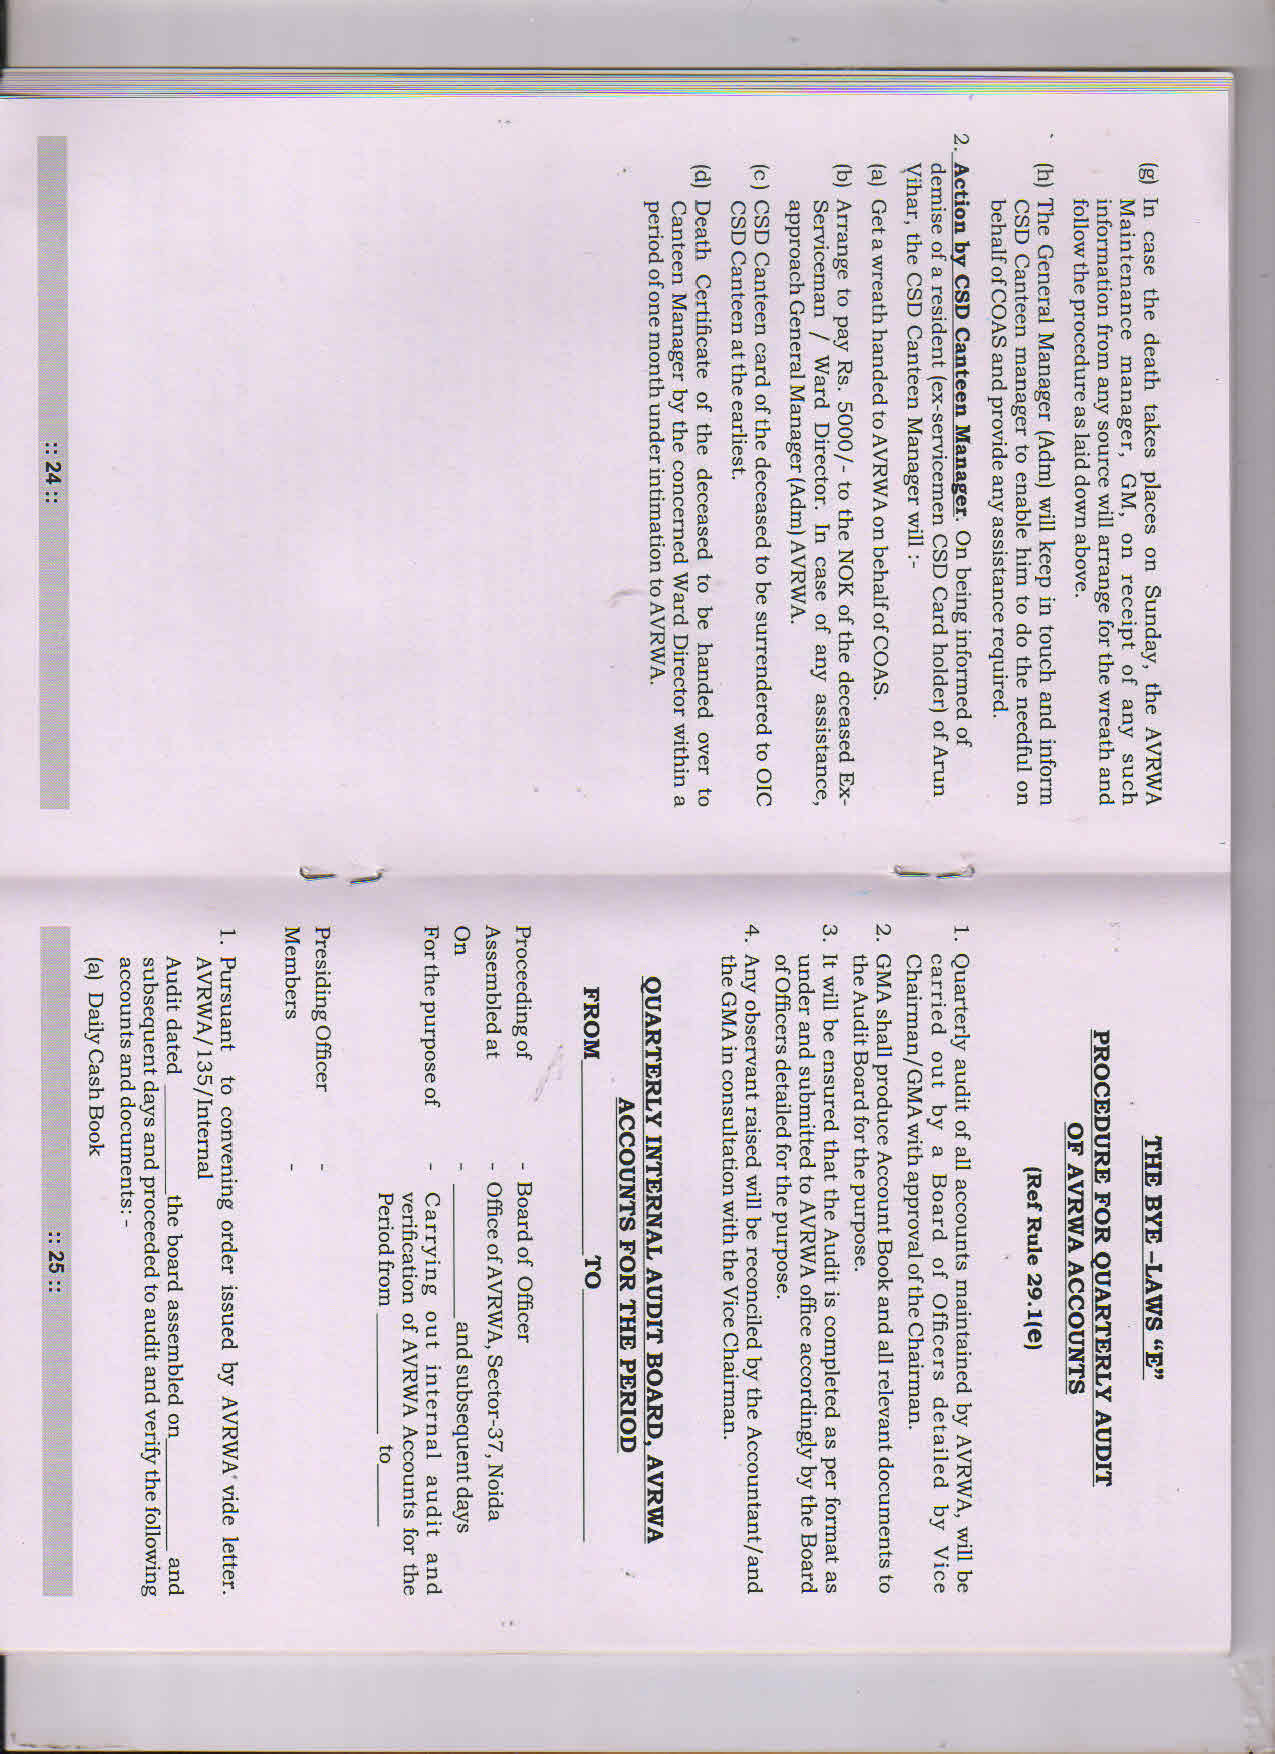 (g) In case the death takes places on Sunday, the AVRWA
Maintenance manager, GM, on receipt of any such
information from any source will arrange for the wreath and
follow the procedure as laid down above.
(h) The General Manager (Adm) will keep in touch and inform
CSD Canteen manager to enable him to do the needful on
behalf of COAS and provide any assistance required.
2. Action by CSD Canteen Manager. On being informed of
demise of a resident (ex-servicemen CSD Card holder) of Arun
Vihar, the CSD Canteen Manager will :-
(a) Get a wreath handed to AVRWA on behalf of COAS.
(b) Arrange to pay Rs. 5000/- to the NOK of the deceased Ex-
Serviceman / Ward Director. In case of any assistance,
approach General Manager (Adm) AVRWA.
(c) CSD Canteen card of the deceased to be surrendered to OIC
CSD Canteen at the earliest.
(d) Death Certificate of the deceased to be handed over to
Canteen Manager by the concerned Ward Director within a
period of one month under intimation to AVRWA.
:: 24 ::
THE BYE –LAWS "E"
PROCEDURE FOR QUARTERLY AUDIT
OF AVRWA ACCOUNTS
(Ref Rule 29.1(e)
1. Quarterly audit of all accounts maintained by AVRWA, will be
carried out by a Board of Officers detailed by Vice
Chairman/GMA with approval of the Chairman.
2. GMA shall produce Account Book and all relevant documents to
the Audit Board for the purpose.
3. It will be ensured that the Audit is completed as per format as
under and submitted to AVRWA office accordingly by the Board
of Officers detailed for the purpose.
4. Any observant raised will be reconciled by the Accountant/and
the GMA in consultation with the Vice Chairman.
QUARTERLY INTERNAL AUDIT BOARD, AVRWA
ACCOUNTS FOR THE PERIOD
FROM ____________ TO ____________
Proceeding of - Board of Officer
Assembled at - Office of AVRWA, Sector-37, Noida
On - ____________ and subsequent days
For the purpose of - Carrying out internal audit and
verification of AVRWA Accounts for the
Period from ____________ to ______
Presiding Officer -
Members -
1. Pursuant to convening order issued by AVRWA' vide letter.
AVRWA/135/Internal
Audit dated __________ the board assembled on __________ and
subsequent days and proceeded to audit and verify the following
accounts and documents: -
(a) Daily Cash Book
:: 25 ::